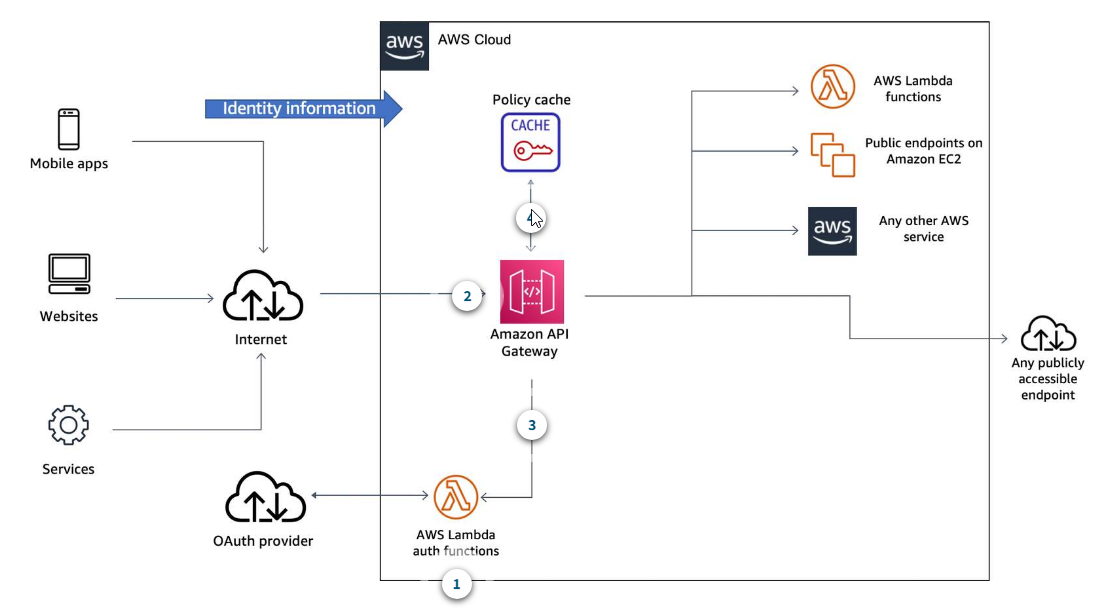 aws
AWS Cloud
Identity information
Policy cache
CACHE
AWS Lambda
functions
Mobile apps
Public endpoints on
Amazon EC2
4
aws
Any other AWS
service
Websites
2
</>
Internet
Amazon API
Gateway
Any publicly
accessible
endpoint
3
Services
OAuth provider
AWS Lambda
auth functions
1